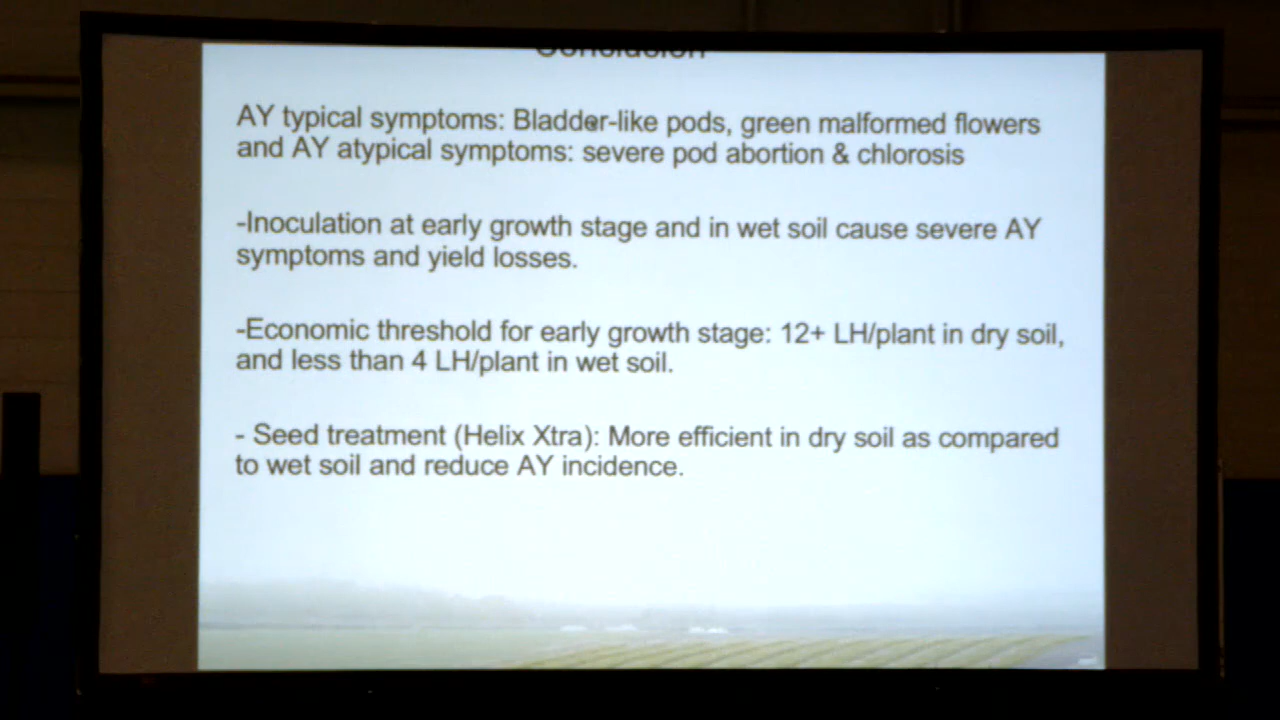 Conclusion
AY typical symptoms: Bladder-like pods, green malformed flowers
and AY atypical symptoms: severe pod abortion & chlorosis
-Inoculation at early growth stage and in wet soil cause severe AY
symptoms and yield losses.
-Economic threshold for early growth stage: 12+ LH/plant in dry soil,
and less than 4 LH/plant in wet soil.
- Seed treatment (Helix Xtra): More efficient in dry soil as compared
to wet soil and reduce AY incidence.